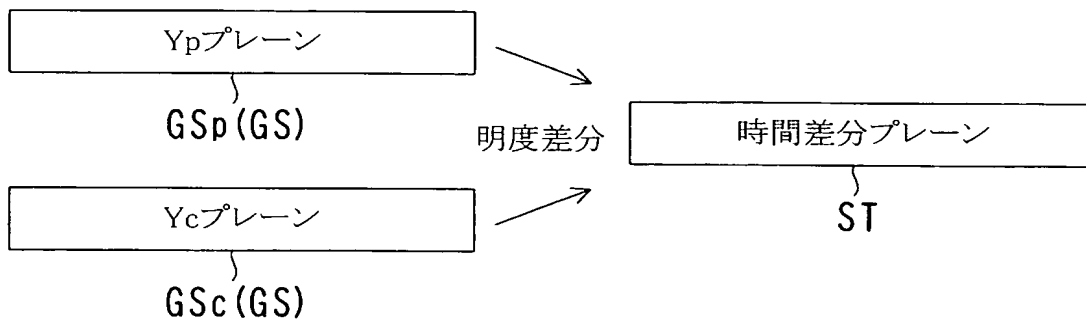 Ypプレーン
GSp(GS)
明度差分
時間差分プレーン
ST
Ycプレーン
GSc(GS)